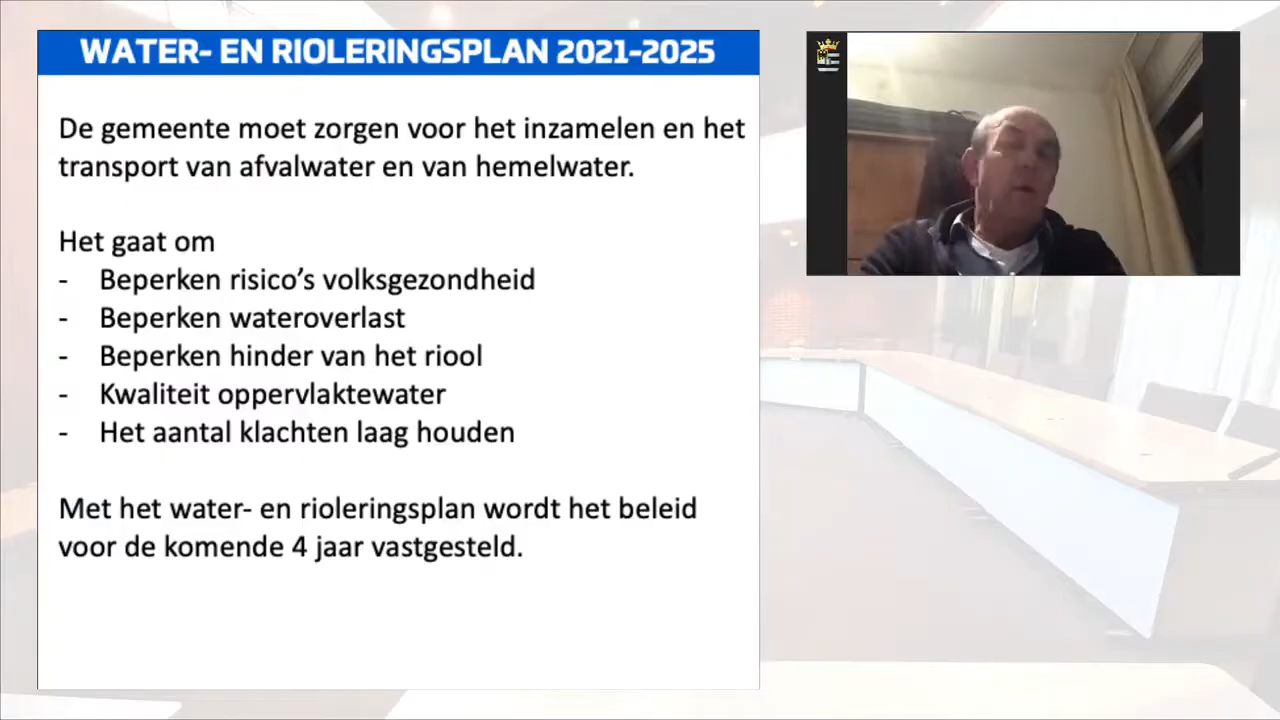 WATER- EN RIOLERINGSPLAN 2021-2025
De gemeente moet zorgen voor het inzamelen en het
transport van afvalwater en van hemelwater.
Het gaat om
- Beperken risico's volksgezondheid
- Beperken wateroverlast
- Beperken hinder van het riool
- Kwaliteit oppervlaktewater
- Het aantal klachten laag houden
Met het water- en rioleringsplan wordt het beleid
voor de komende 4 jaar vastgesteld.